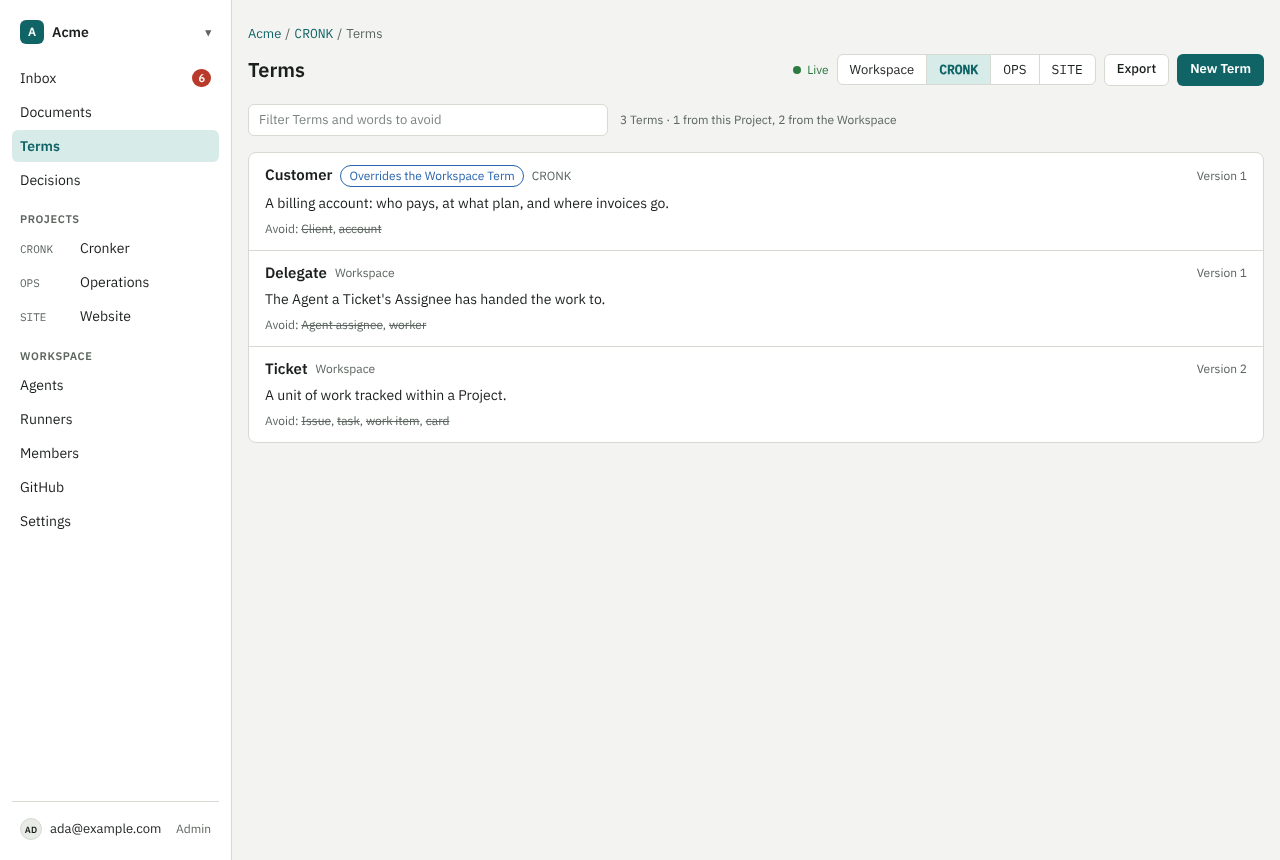 A Acme ▾
Inbox 6
Documents
Terms
Decisions
PROJECTS
CRONK Cronker
OPS Operations
SITE Website
WORKSPACE
Agents
Runners
Members
GitHub
Settings
AD ada@example.com Admin
Acme / CRONK / Terms
Terms
Live Workspace CRONK OPS SITE Export New Term
Filter Terms and words to avoid
3 Terms · 1 from this Project, 2 from the Workspace
Customer Overrides the Workspace Term CRONK Version 1
A billing account: who pays, at what plan, and where invoices go.
Avoid: Client, account
Delegate Workspace Version 1
The Agent a Ticket's Assignee has handed the work to.
Avoid: Agent assignee, worker
Ticket Workspace Version 2
A unit of work tracked within a Project.
Avoid: Issue, task, work item, card